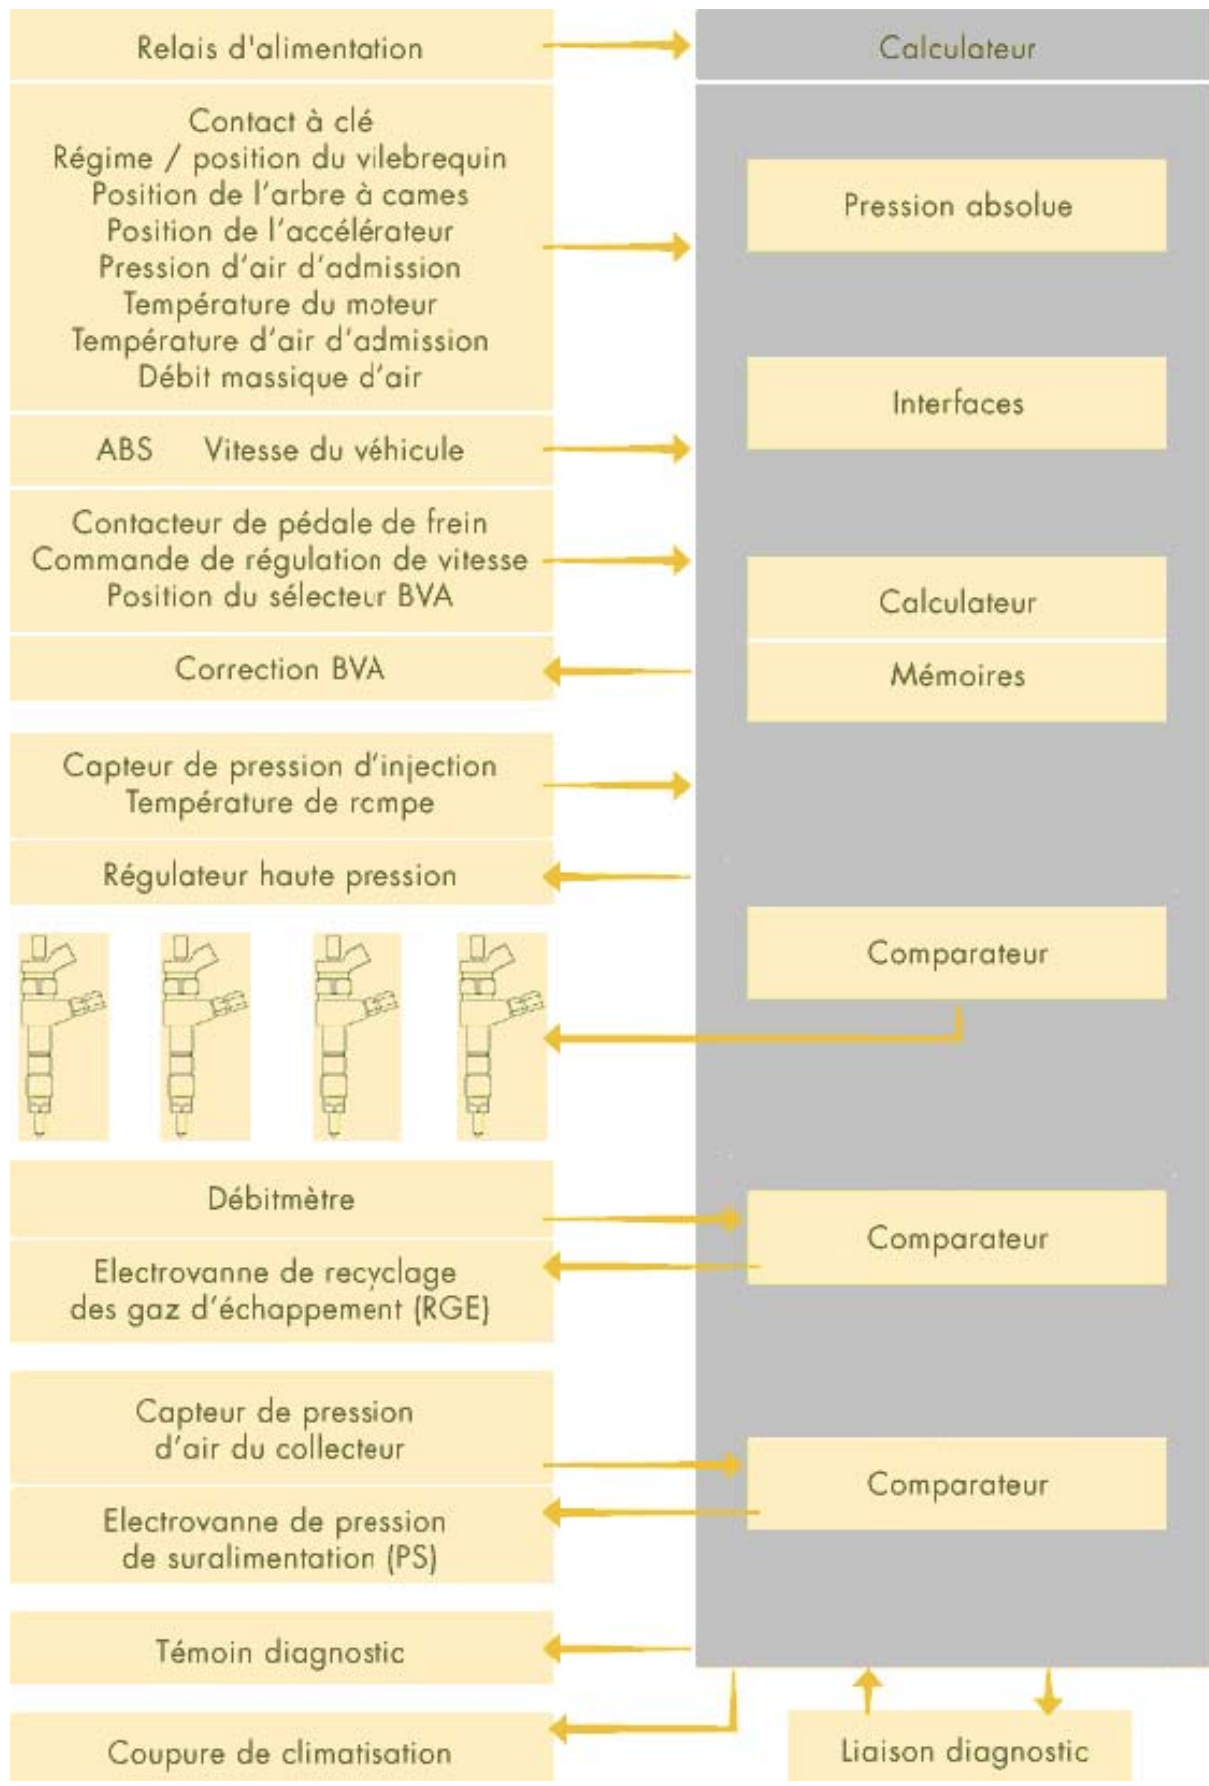 Relais d'alimentation
Calculateur
Contact à clé
Régime / position du vilebrequin
Position de l'arbre à cames
Position de l'accélérateur
Pression d'air d'admission
Température du moteur
Température d'air d'admission
Débit massique d'air
Pression absolue
Interfaces
ABS Vitesse du véhicule
Contacteur de pédale de frein
Commande de régulation de vitesse
Position du sélecteur BVA
Calculateur
Correction BVA
Mémoires
Capteur de pression d'injection
Température de rampe
Régulateur haute pression
Comparateur
Débitmètre
Comparateur
Electrovanne de recyclage
des gaz d'échappement (RGE)
Capteur de pression
d'air du collecteur
Comparateur
Electrovanne de pression
de suralimentation (PS)
Témoin diagnostic
Coupure de climatisation
Liaison diagnostic